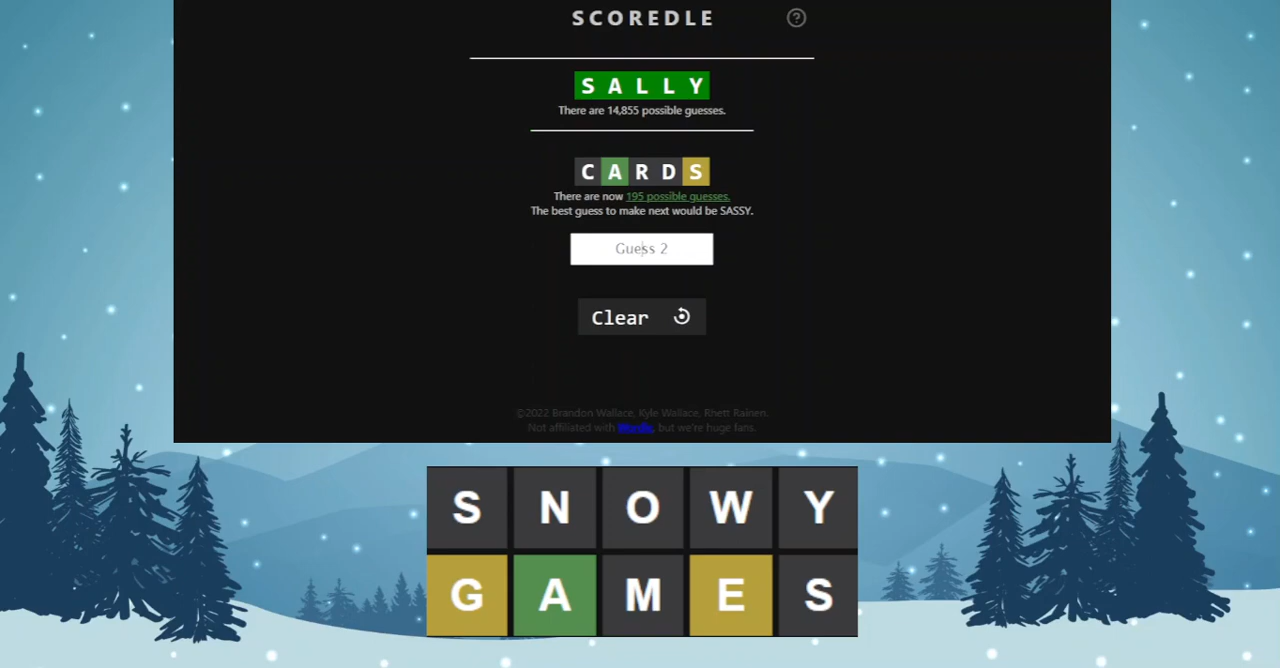 SCOREDLE
?
SALLY
There are 14,855 possible guesses.
CARDS
There are now 195 possible guesses.
The best guess to make next would be SASSY.
Guess 2
Clear
©2022 Brandon Wallace, Kyle Wallace, Rhett Rainen.
Not affiliated with Wordle, but we're huge fans.
SNOWY
GAMES